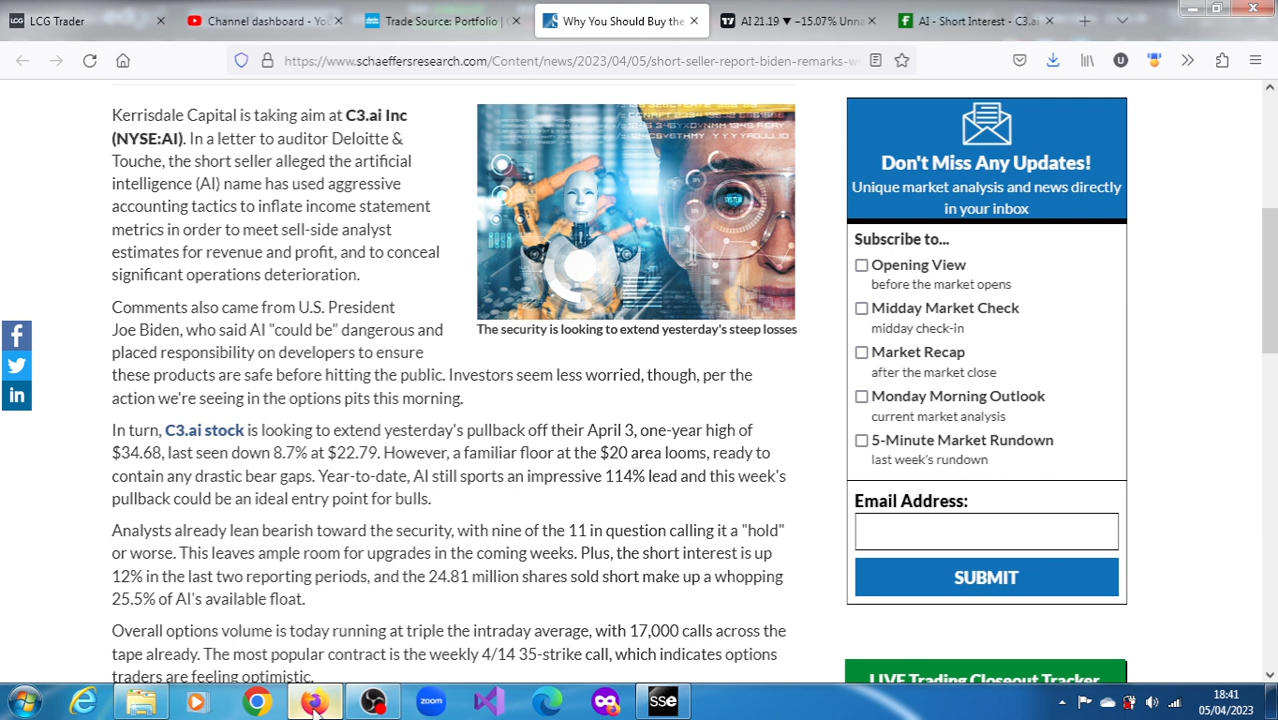 LCG Trader
Channel dashboard - You
Trade Source: Portfolio |
Why You Should Buy the
AI 21.19 ▼ −15.07% Unna
AI - Short Interest - C3.ai
https://www.schaeffersresearch.com/Content/news/2023/04/05/short-seller-report-biden-remarks-w
Kerrisdale Capital is taking aim at C3.ai Inc
(NYSE:AI). In a letter to auditor Deloitte &
Touche, the short seller alleged the artificial
intelligence (AI) name has used aggressive
accounting tactics to inflate income statement
metrics in order to meet sell-side analyst
estimates for revenue and profit, and to conceal
significant operations deterioration.
The security is looking to extend yesterday's steep losses
Comments also came from U.S. President
Joe Biden, who said AI "could be" dangerous and
placed responsibility on developers to ensure
these products are safe before hitting the public. Investors seem less worried, though, per the
action we're seeing in the options pits this morning.
In turn, C3.ai stock is looking to extend yesterday's pullback off their April 3, one-year high of
$34.68, last seen down 8.7% at $22.79. However, a familiar floor at the $20 area looms, ready to
contain any drastic bear gaps. Year-to-date, AI still sports an impressive 114% lead and this week's
pullback could be an ideal entry point for bulls.
Analysts already lean bearish toward the security, with nine of the 11 in question calling it a "hold"
or worse. This leaves ample room for upgrades in the coming weeks. Plus, the short interest is up
12% in the last two reporting periods, and the 24.81 million shares sold short make up a whopping
25.5% of AI's available float.
Overall options volume is today running at triple the intraday average, with 17,000 calls across the
tape already. The most popular contract is the weekly 4/14 35-strike call, which indicates options
traders are feeling optimistic.
Don't Miss Any Updates!
Unique market analysis and news directly
in your inbox
Subscribe to...
Opening View
before the market opens
Midday Market Check
midday check-in
Market Recap
after the market close
Monday Morning Outlook
current market analysis
5-Minute Market Rundown
last week's rundown
Email Address:
SUBMIT
LIVE Trading Closeout Tracker
zoom
SSE
18:41
05/04/2023